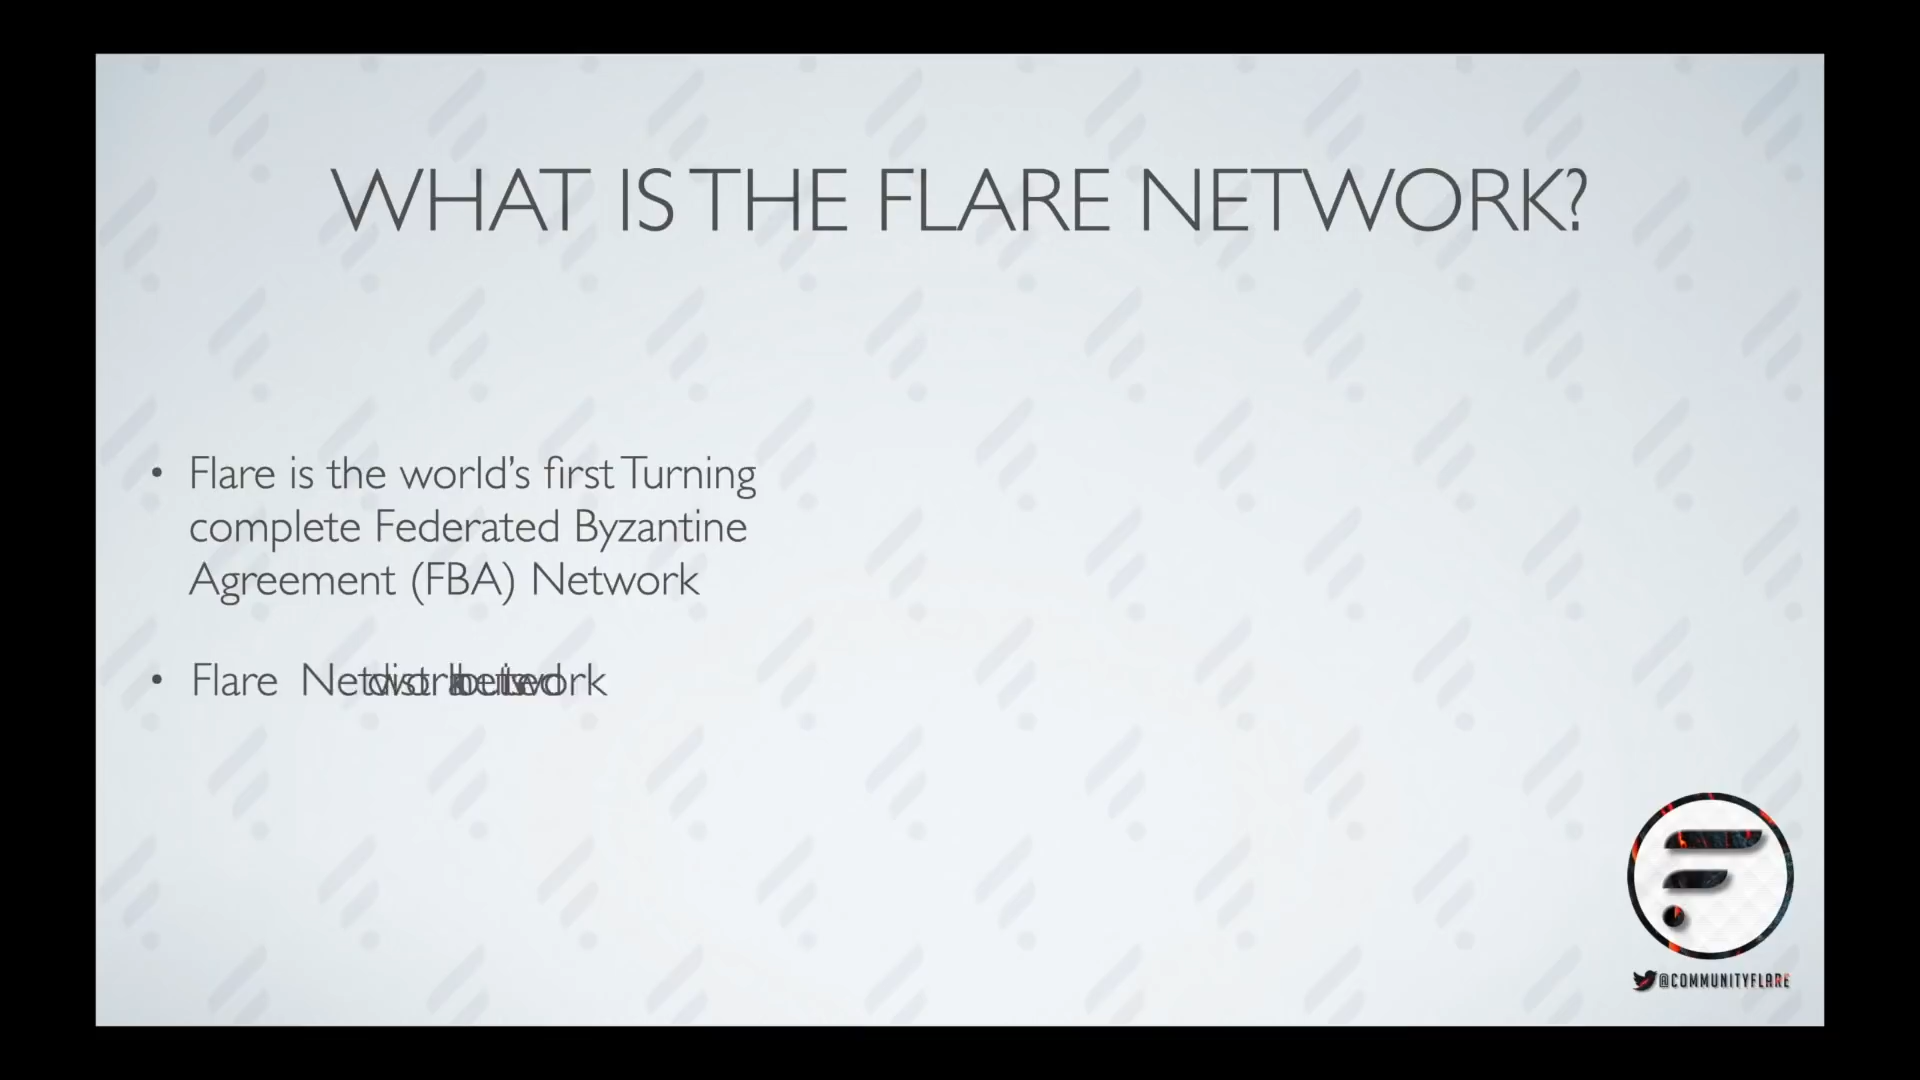 WHAT IS THE FLARE NETWORK?
• Flare is the world’s first Turning
complete Federated Byzantine
Agreement (FBA) Network
• Flare
@COMMUNITYFLARE